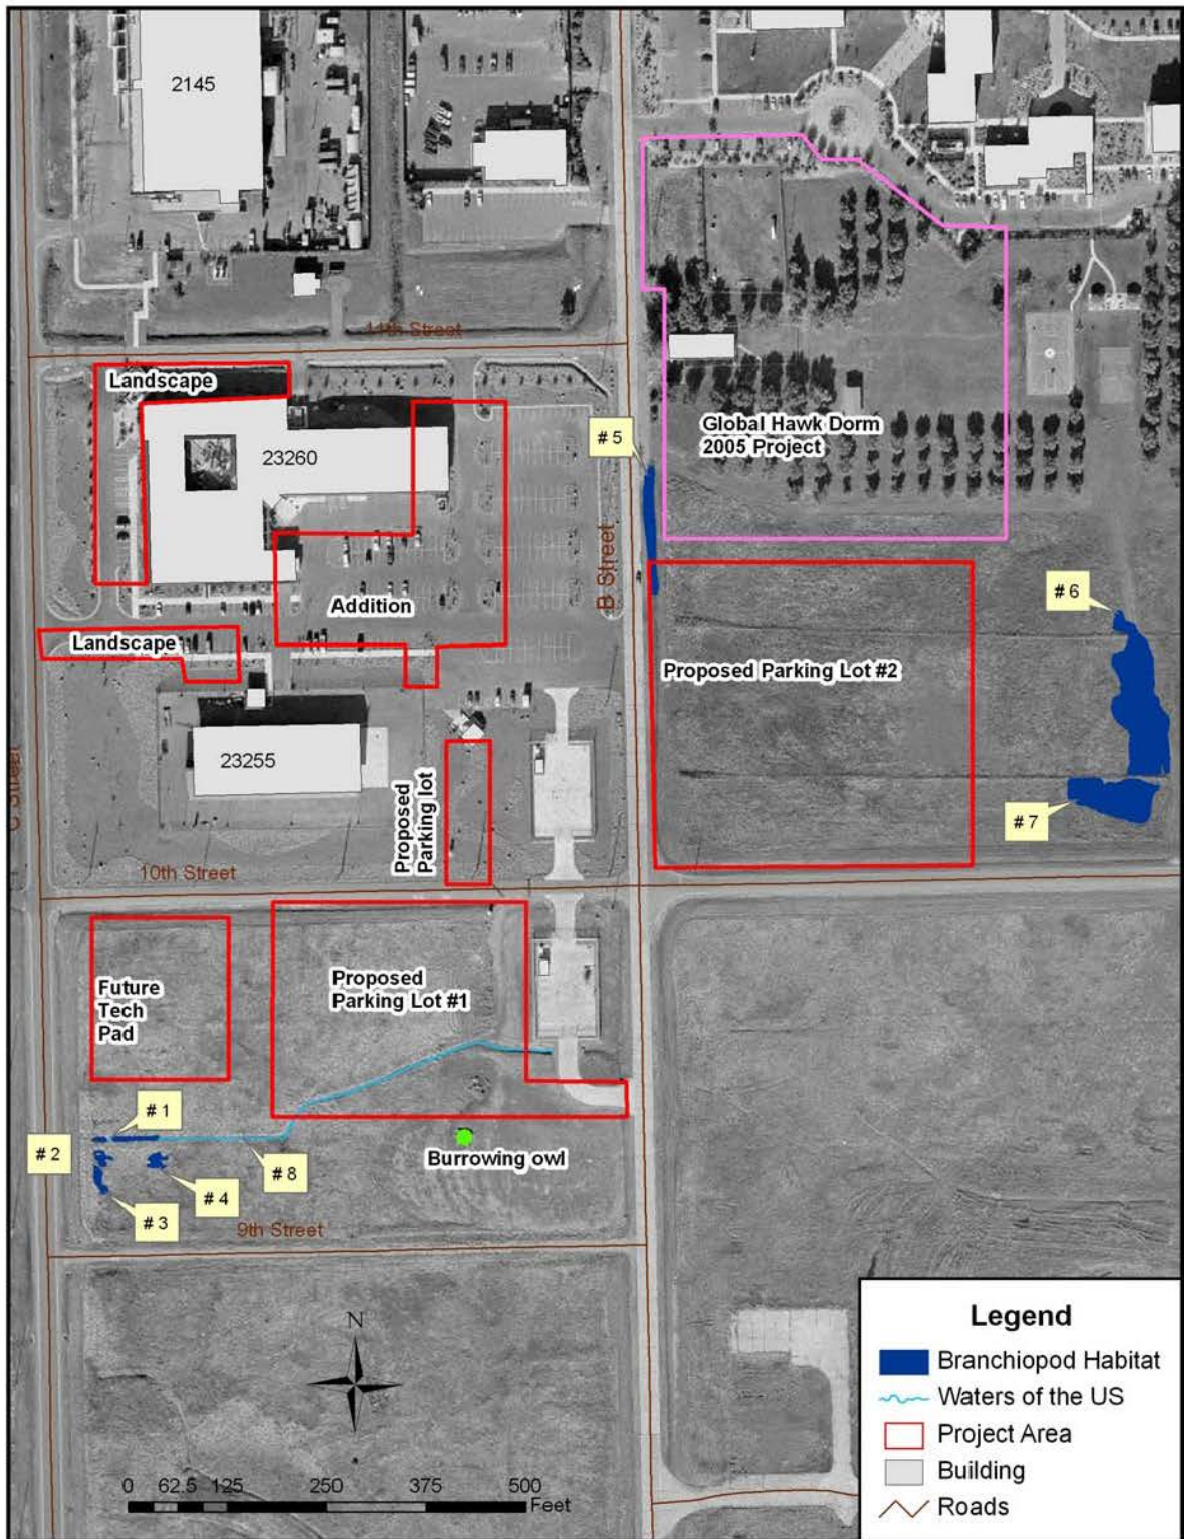 2145
11th Street
Landscape
23260
# 5
Global Hawk Dorm
2005 Project
B Street
Addition
# 6
Landscape
Proposed Parking Lot #2
23255
Proposed
Parking lot
# 7
C Street
10th Street
Future
Tech
Pad
Proposed
Parking Lot #1
# 1
# 2
# 8
Burrowing owl
# 4
# 3
9th Street
N
0 62.5 125 250 375 500
Feet
Legend
Branchiopod Habitat
Waters of the US
Project Area
Building
Roads